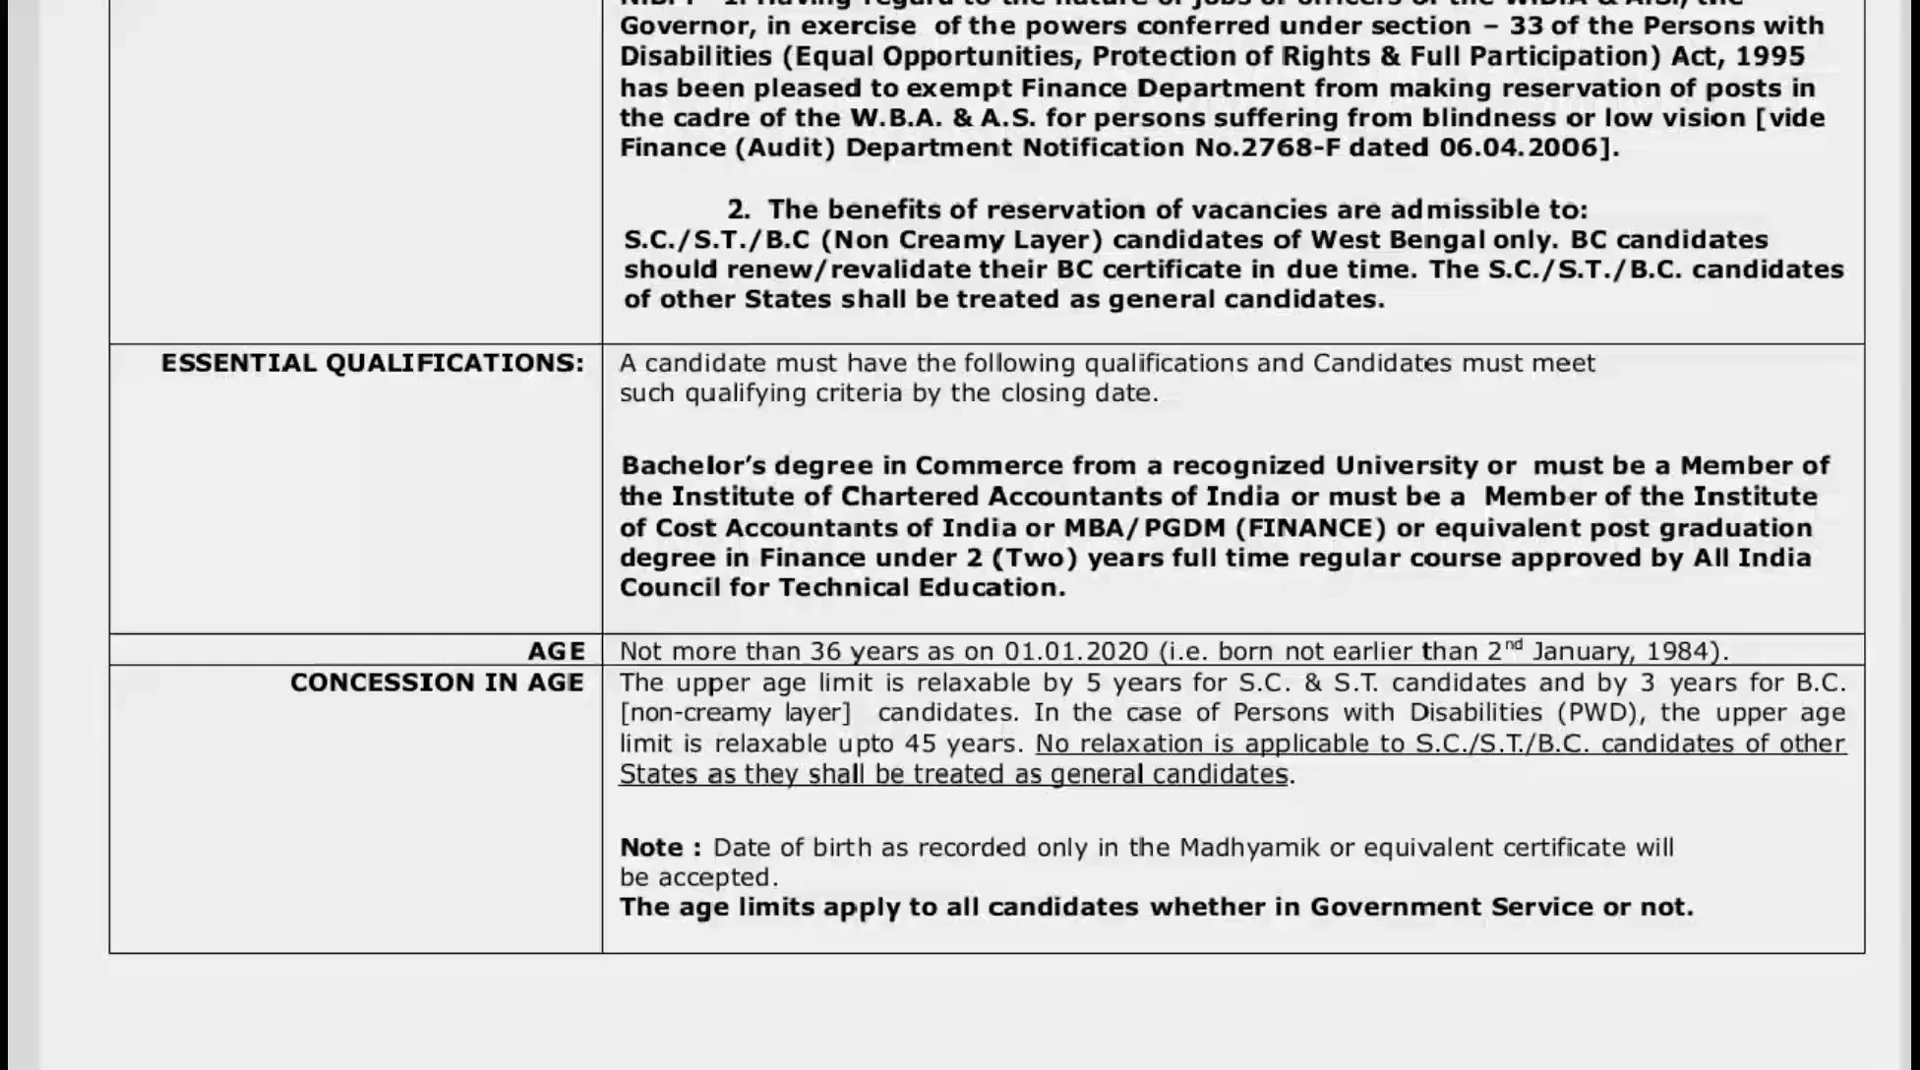 Governor, in exercise of the powers conferred under section – 33 of the Persons with
Disabilities (Equal Opportunities, Protection of Rights & Full Participation) Act, 1995
has been pleased to exempt Finance Department from making reservation of posts in
the cadre of the W.B.A. & A.S. for persons suffering from blindness or low vision [vide
Finance (Audit) Department Notification No.2768-F dated 06.04.2006].
2. The benefits of reservation of vacancies are admissible to:
S.C./S.T./B.C (Non Creamy Layer) candidates of West Bengal only. BC candidates
should renew/revalidate their BC certificate in due time. The S.C./S.T./B.C. candidates
of other States shall be treated as general candidates.
ESSENTIAL QUALIFICATIONS:
A candidate must have the following qualifications and Candidates must meet
such qualifying criteria by the closing date.
Bachelor’s degree in Commerce from a recognized University or must be a Member of
the Institute of Chartered Accountants of India or must be a Member of the Institute
of Cost Accountants of India or MBA/PGDM (FINANCE) or equivalent post graduation
degree in Finance under 2 (Two) years full time regular course approved by All India
Council for Technical Education.
AGE
Not more than 36 years as on 01.01.2020 (i.e. born not earlier than 2nd January, 1984).
CONCESSION IN AGE
The upper age limit is relaxable by 5 years for S.C. & S.T. candidates and by 3 years for B.C.
[non-creamy layer] candidates. In the case of Persons with Disabilities (PWD), the upper age
limit is relaxable upto 45 years. No relaxation is applicable to S.C./S.T./B.C. candidates of other
States as they shall be treated as general candidates.
Note : Date of birth as recorded only in the Madhyamik or equivalent certificate will
be accepted.
The age limits apply to all candidates whether in Government Service or not.